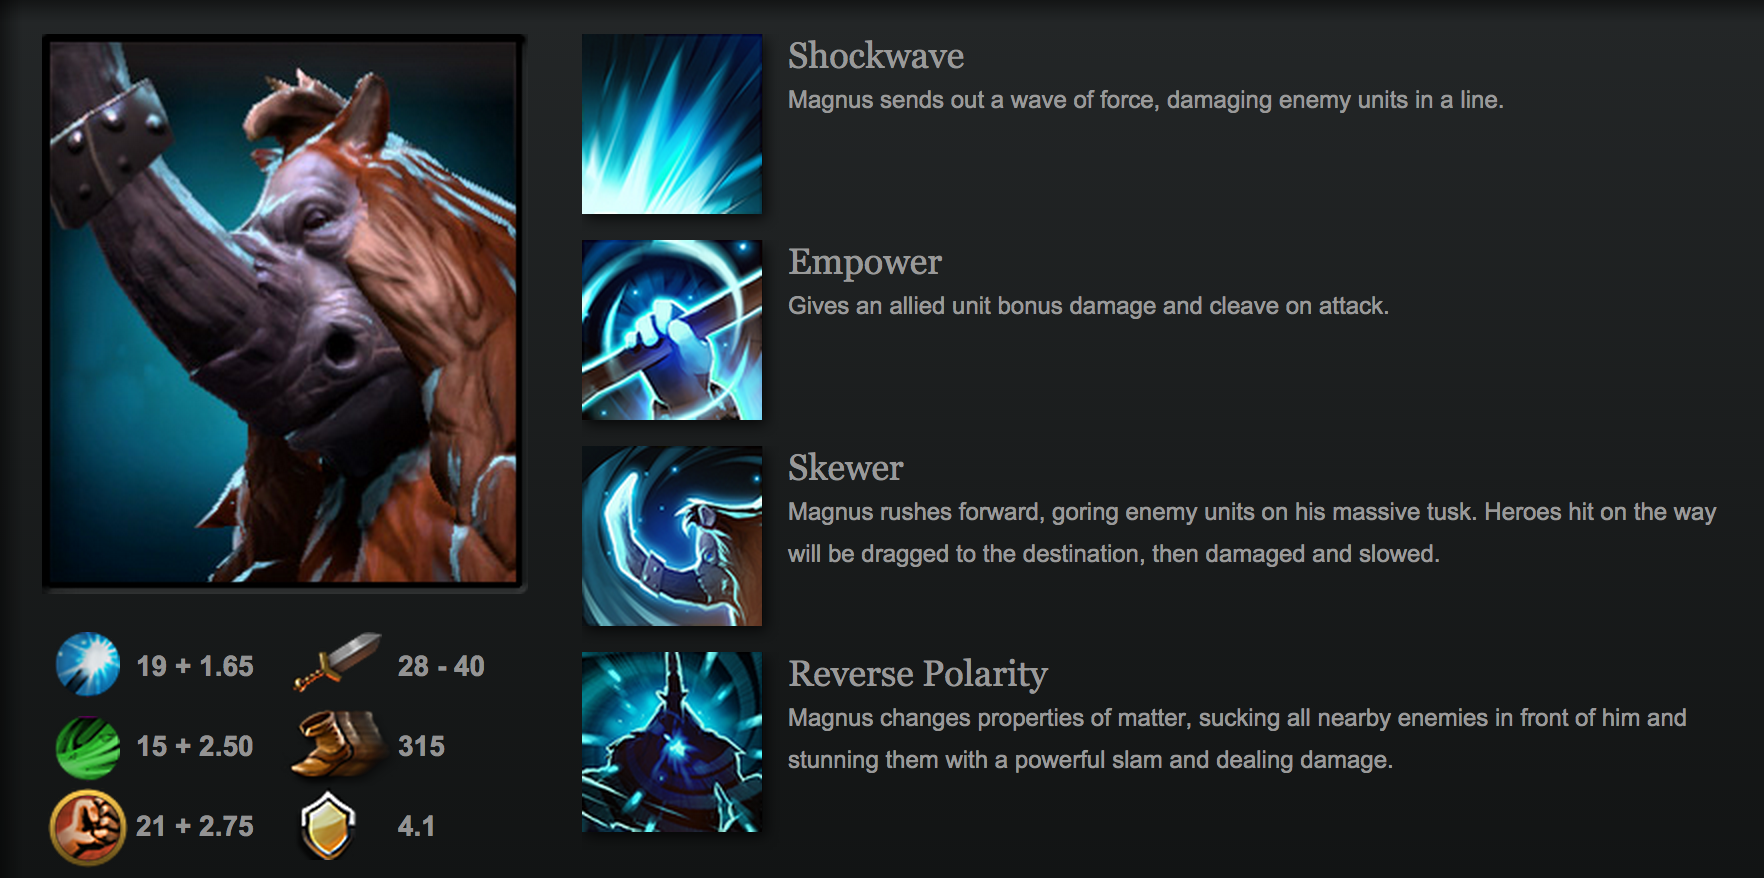 Shockwave
Magnus sends out a wave of force, damaging enemy units in a line.
Empower
Gives an allied unit bonus damage and cleave on attack.
Skewer
Magnus rushes forward, goring enemy units on his massive tusk. Heroes hit on the way
will be dragged to the destination, then damaged and slowed.
Reverse Polarity
Magnus changes properties of matter, sucking all nearby enemies in front of him and
stunning them with a powerful slam and dealing damage.
19 + 1.65
28 - 40
15 + 2.50
315
21 + 2.75
4.1